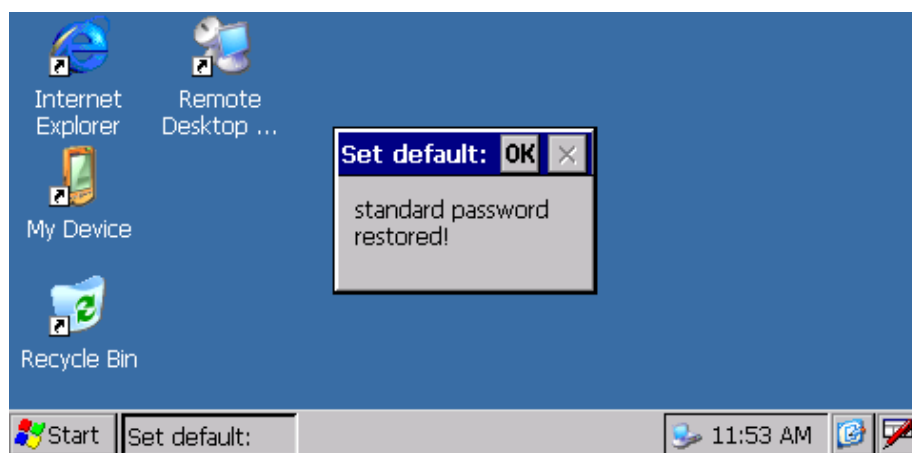 Internet
Explorer
Remote
Desktop ...
My Device
Recycle Bin
Set default: OK
standard password
restored!
Start
Set default:
11:53 AM